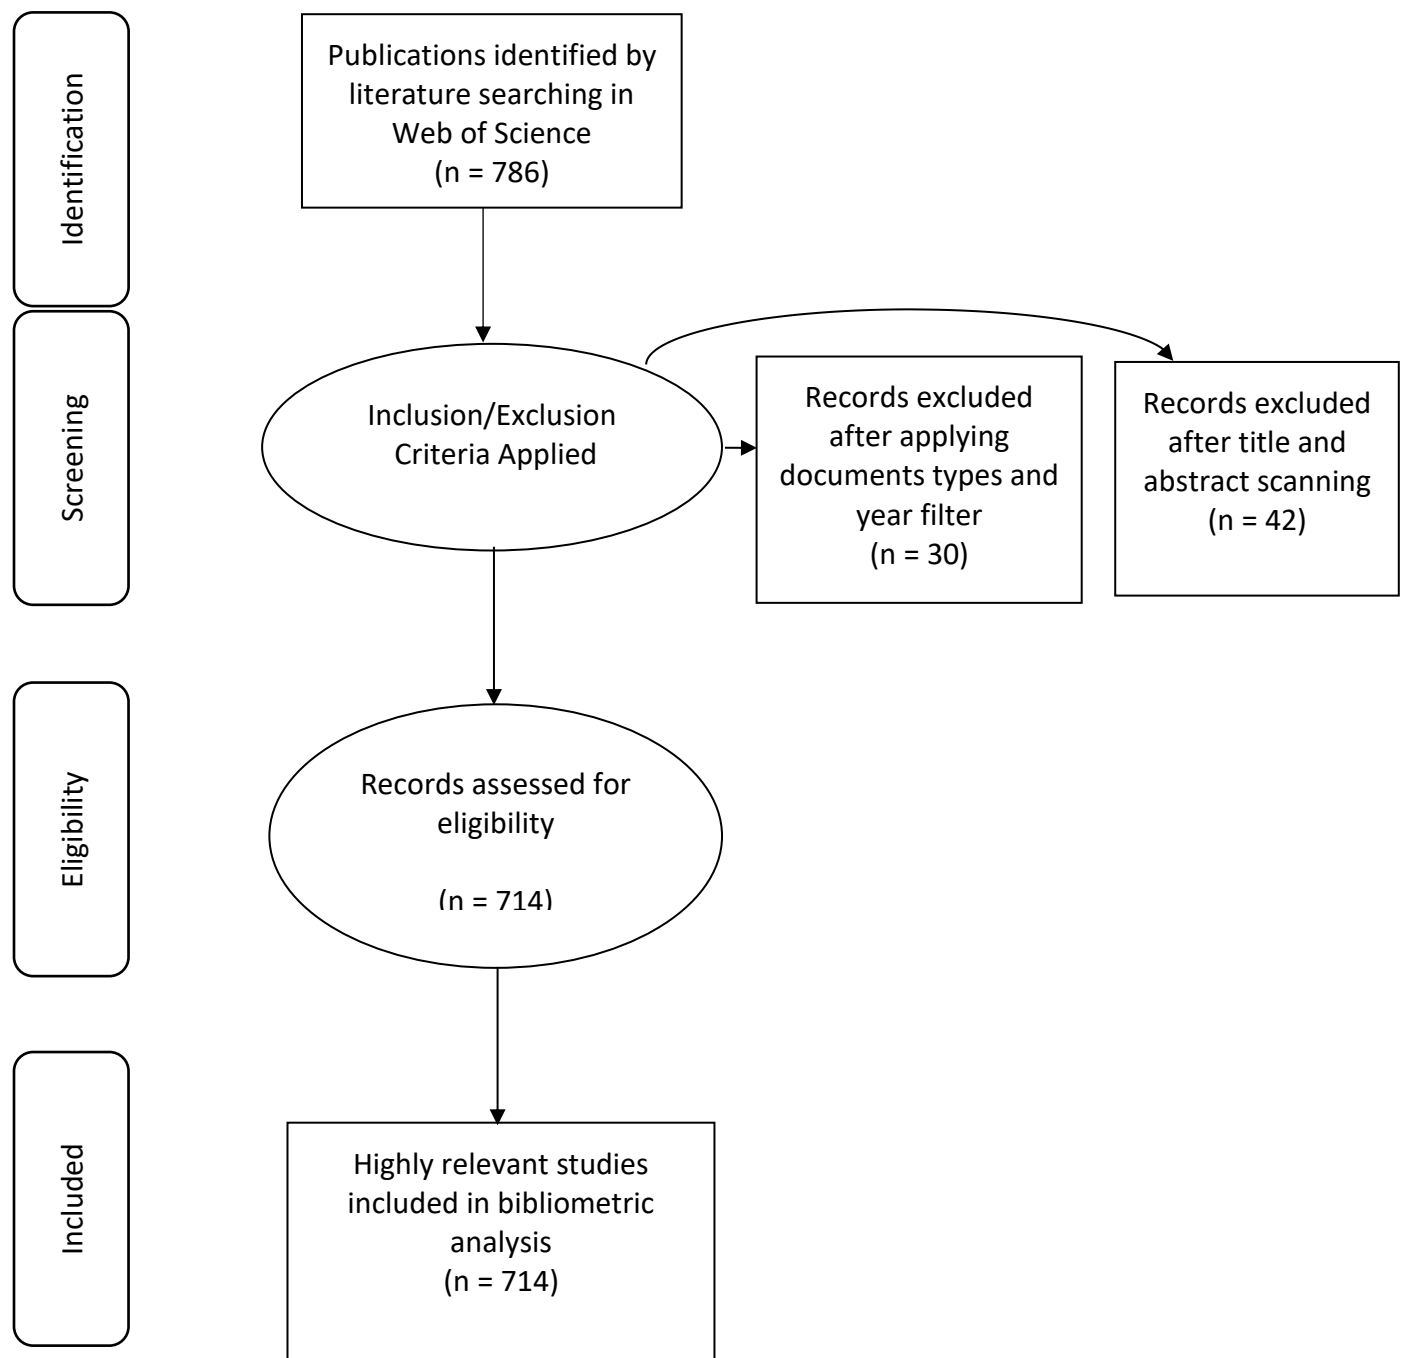 Identification
Publications identified by
literature searching in
Web of Science
(n = 786)
Screening
Inclusion/Exclusion
Criteria Applied
Records excluded
after applying
documents types and
year filter
(n = 30)
Records excluded
after title and
abstract scanning
(n = 42)
Eligibility
Records assessed for
eligibility
(n = 714)
Included
Highly relevant studies
included in bibliometric
analysis
(n = 714)